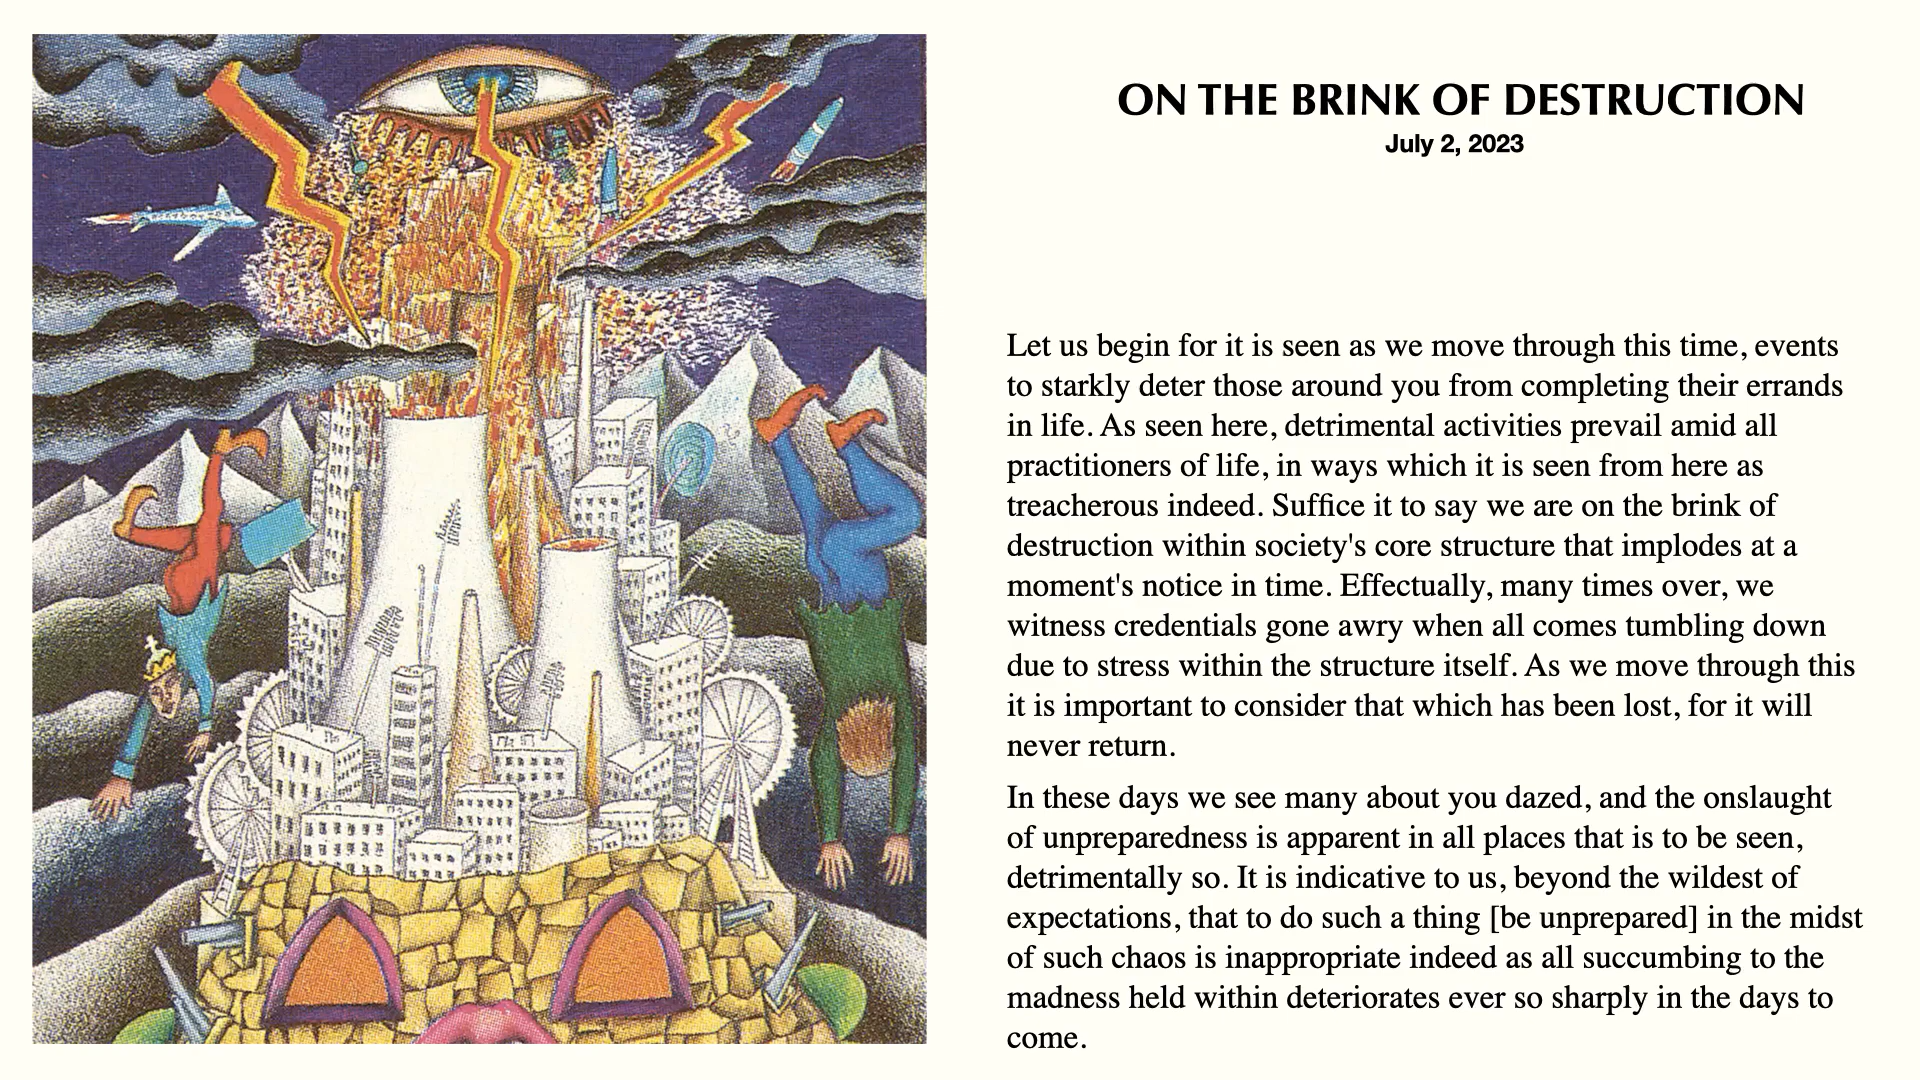 ON THE BRINK OF DESTRUCTION
July 2, 2023
Let us begin for it is seen as we move through this time, events
to starkly deter those around you from completing their errands
in life. As seen here, detrimental activities prevail amid all
practitioners of life, in ways which it is seen from here as
treacherous indeed. Suffice it to say we are on the brink of
destruction within society's core structure that implodes at a
moment's notice in time. Effectually, many times over, we
witness credentials gone awry when all comes tumbling down
due to stress within the structure itself. As we move through this
it is important to consider that which has been lost, for it will
never return.
In these days we see many about you dazed, and the onslaught
of unpreparedness is apparent in all places that is to be seen,
detrimentally so. It is indicative to us, beyond the wildest of
expectations, that to do such a thing [be unprepared] in the midst
of such chaos is inappropriate indeed as all succumbing to the
madness held within deteriorates ever so sharply in the days to
come.